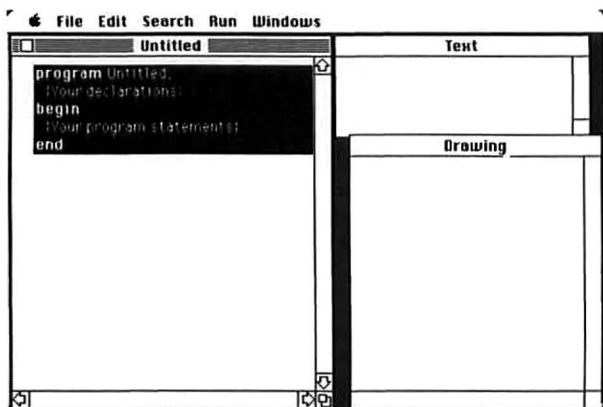 File Edit Search Run Windows
Untitled
program Untitled;
{Your declarations}
begin
{Your program statements}
end
Text
Drawing